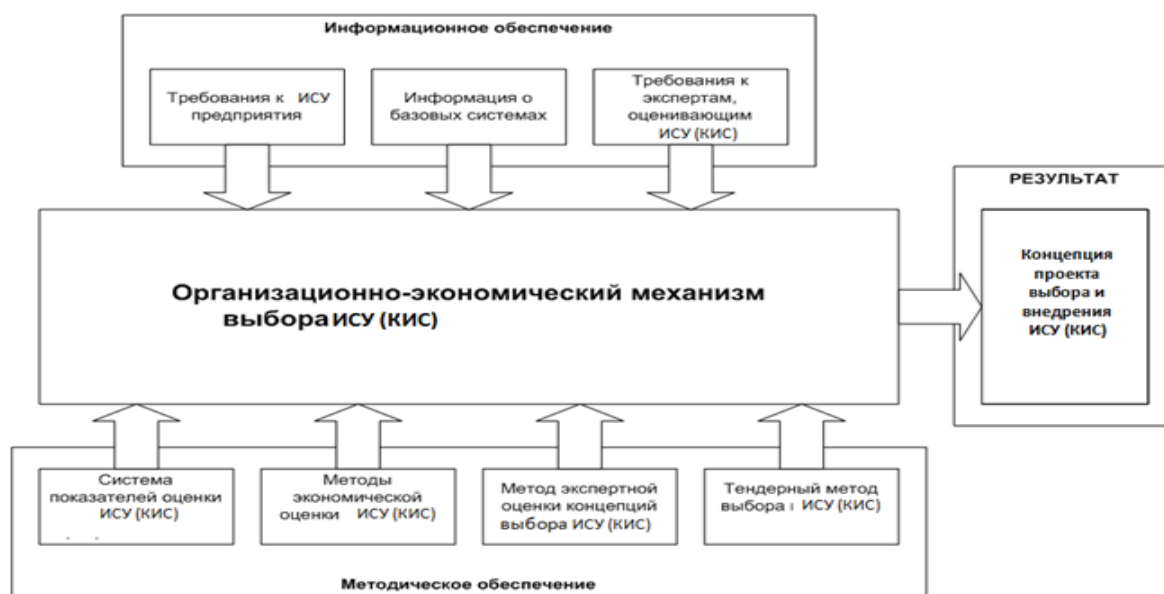 Информационное обеспечение
Требования к ИСУ
предприятия
Информация о
базовых системах
Требования к
экспертам,
оценивающим
ИСУ (КИС)
РЕЗУЛЬТАТ
Концепция
проекта
выбора и
внедрения
ИСУ (КИС)
Организационно-экономический механизм
выбора ИСУ (КИС)
Система
показателей оценки
ИСУ (КИС)
Методы
экономической
оценки ИСУ (КИС)
Метод экспертной
оценки концепций
выбора ИСУ (КИС)
Тендерный метод
выбора ИСУ (КИС)
Методическое обеспечение